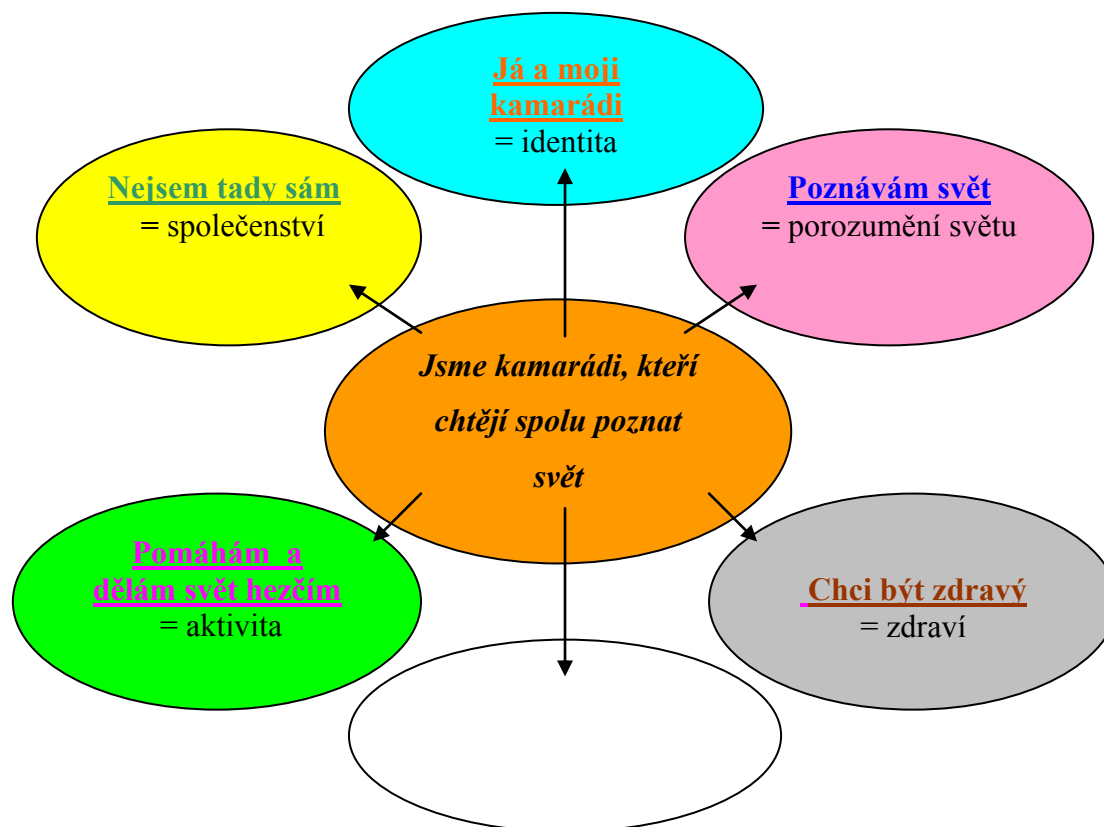 Já a moji
kamarádi
= identita
Nejsem tady sám
= společenství
Poznávám svět
= porozumění světu
Jsme kamarádi, kteří
chtějí spolu poznat
svět
Pomáhám a
dělám svět hezčím
= aktivita
Chci být zdravý
= zdraví